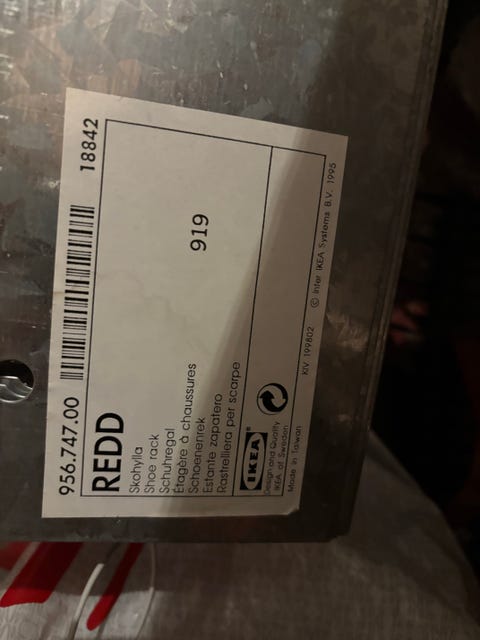 956.747.00
18842
REDD
Skohylla
Shoe rack
Schuhregal
Étagère à chaussures
Schoenenrek
Estante zapatero
Rastrelliera per scarpe
919
IKEA
Design and Quality
IKEA of Sweden
Made in Taiwan
KIV 199802
© Inter IKEA Systems B.V. 1995